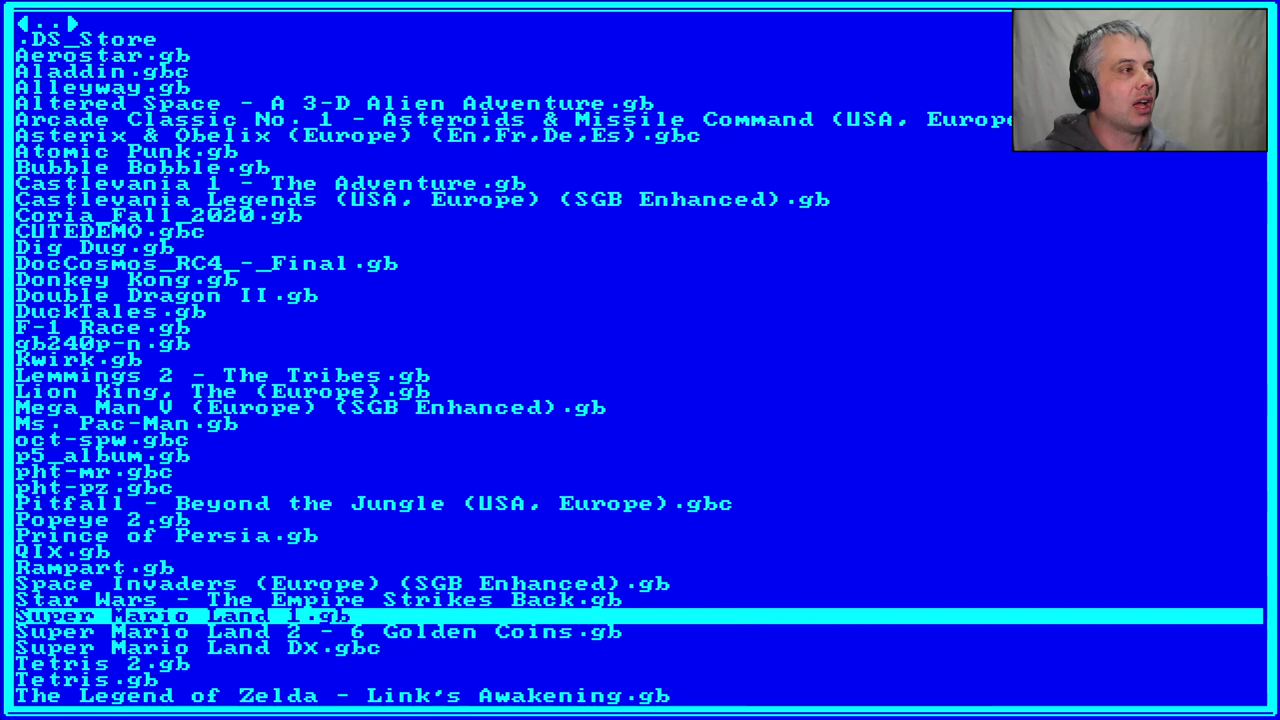 ◄..►
.DS_Store
Aerostar.gb
Aladdin.gbc
Alleyway.gb
Altered Space - A 3-D Alien Adventure.gb
Arcade Classic No. 1 - Asteroids & Missile Command (USA, Europe
Asterix & Obelix (Europe) (En,Fr,De,Es).gbc
Atomic Punk.gb
Bubble Bobble.gb
Castlevania 1 - The Adventure.gb
Castlevania Legends (USA, Europe) (SGB Enhanced).gb
Coria_Fall_2020.gb
CUTEDEMO.gbc
Dig Dug.gb
DocCosmos_RC4_-_Final.gb
Donkey Kong.gb
Double Dragon II.gb
DuckTales.gb
F-1 Race.gb
gb240p-n.gb
Kwirk.gb
Lemmings 2 - The Tribes.gb
Lion King, The (Europe).gb
Mega Man V (Europe) (SGB Enhanced).gb
Ms. Pac-Man.gb
oct-spw.gbc
p5_album.gb
pht-mr.gbc
pht-pz.gbc
Pitfall - Beyond the Jungle (USA, Europe).gbc
Popeye 2.gb
Prince of Persia.gb
QIX.gb
Rampart.gb
Space Invaders (Europe) (SGB Enhanced).gb
Star Wars - The Empire Strikes Back.gb
Super Mario Land 1.gb
Super Mario Land 2 - 6 Golden Coins.gb
Super Mario Land Dx.gbc
Tetris 2.gb
Tetris.gb
The Legend of Zelda - Link's Awakening.gb